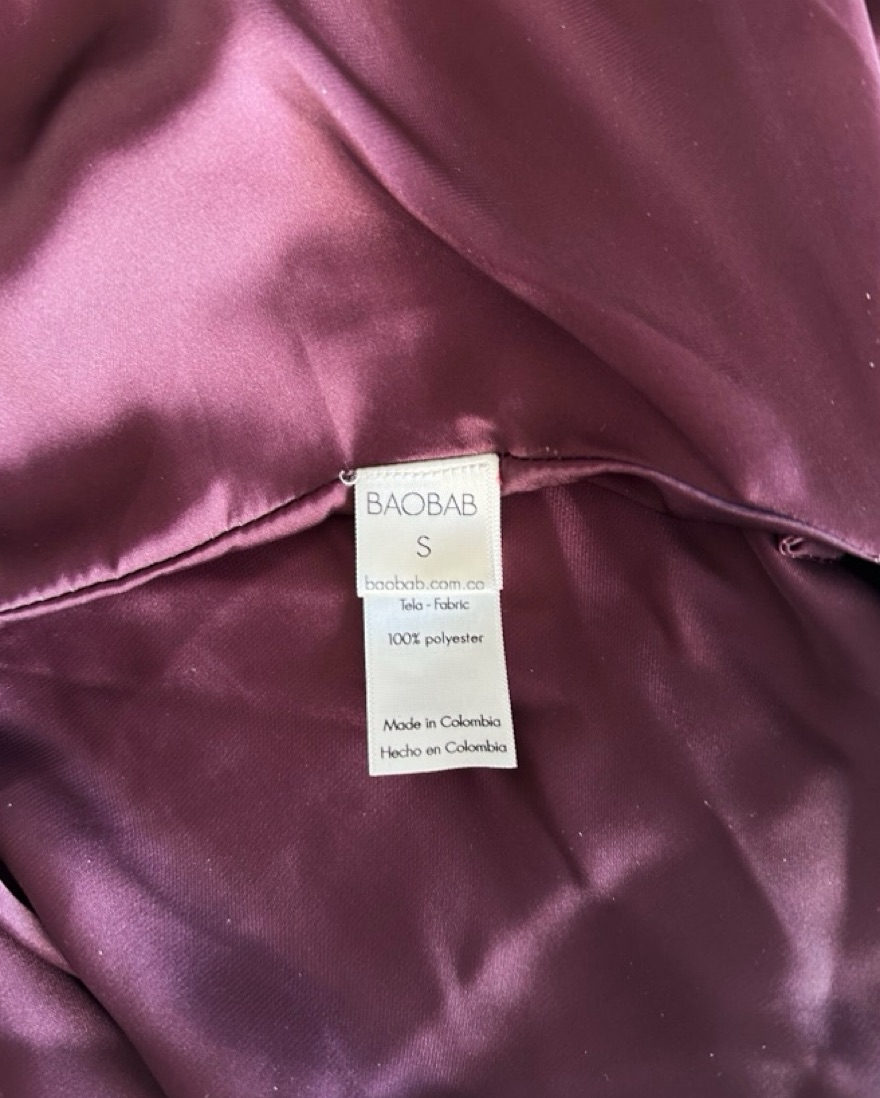 BAOBAB
S
baobab.com.co
Tela - Fabric
100% polyester
Made in Colombia
Hecho en Colombia